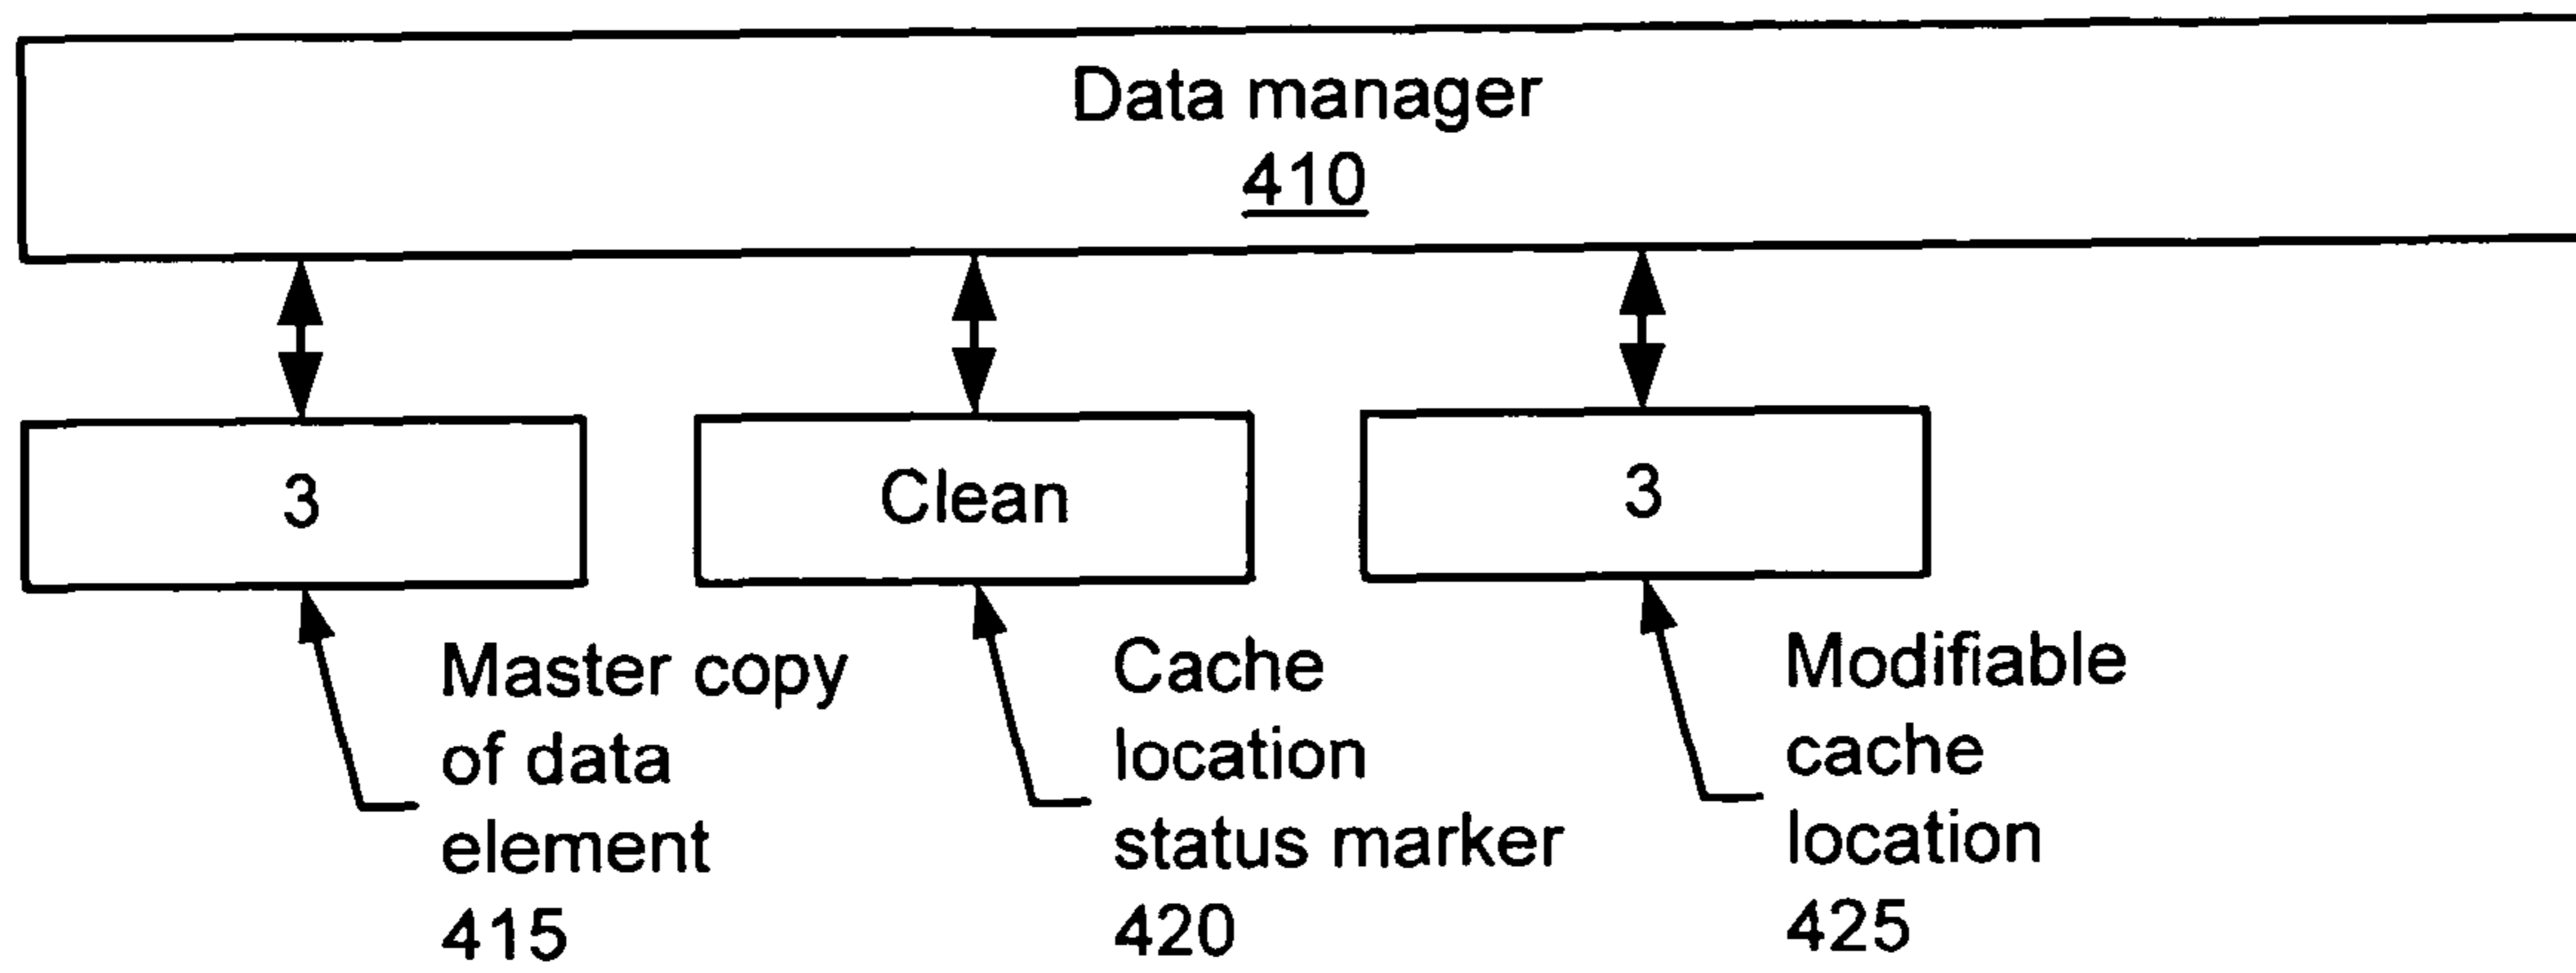 Data manager
410
3
Clean
3
Master copy
of data
element
415
Cache
location
status marker
420
Modifiable
cache
location
425